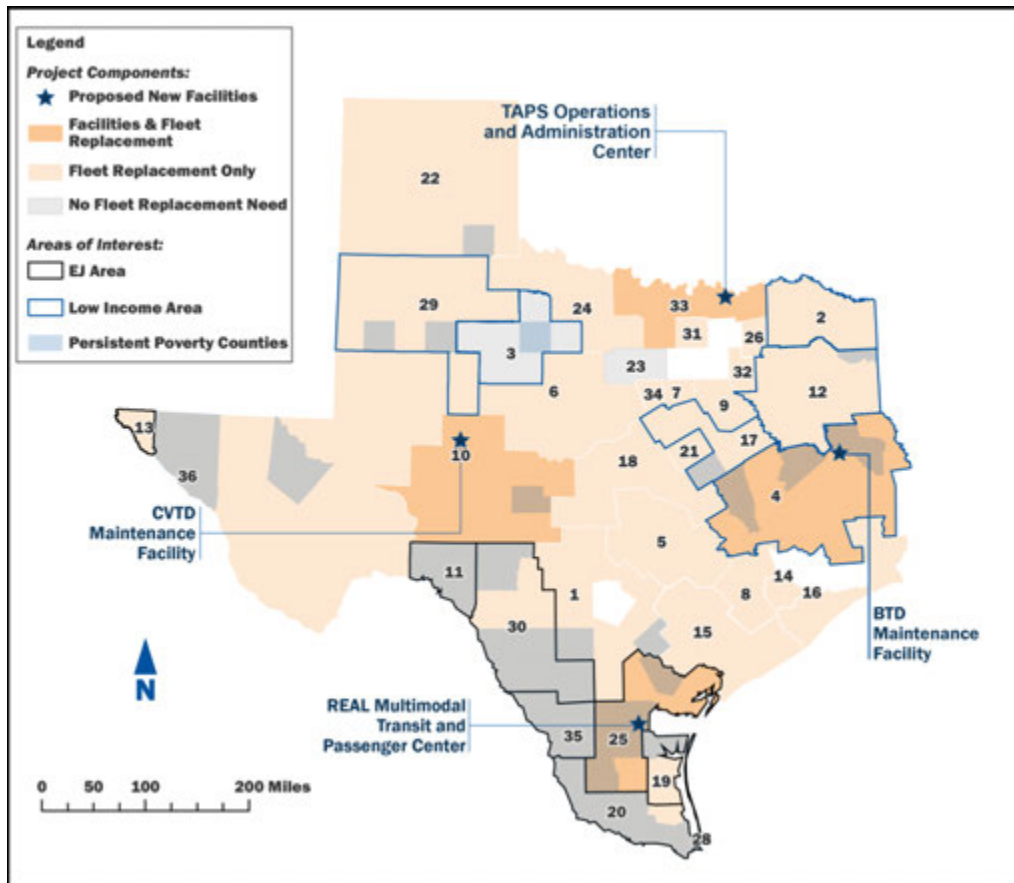 Legend
Project Components:
Proposed New Facilities
Facilities & Fleet
Replacement
Fleet Replacement Only
No Fleet Replacement Need
Areas of Interest:
EJ Area
Low Income Area
Persistent Poverty Counties
TAPS Operations
and Administration
Center
22
29
24
33
2
31
26
3
23
32
12
6
34
7
9
13
10
17
36
21
18
4
CVTD
Maintenance
Facility
5
11
14
1
8
16
30
15
BTD
Maintenance
Facility
N
REAL Multimodal
Transit and
Passenger Center
35
25
19
0 50 100 200 Miles
20
28